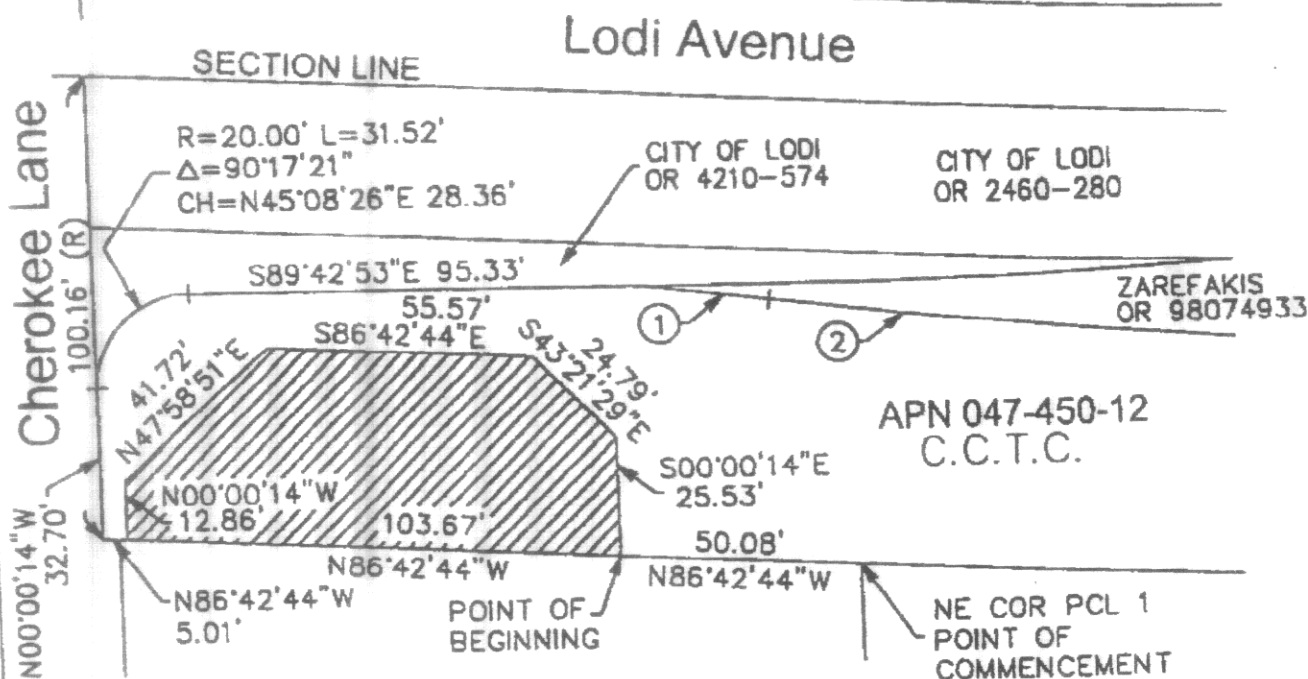 Lodi Avenue
SECTION LINE
Cherokee Lane
R=20.00' L=31.52'
Δ=90°17'21"
CH=N45°08'26"E 28.36'
CITY OF LODI
OR 4210-574
CITY OF LODI
OR 2460-280
100.16' (R)
S89°42'53"E 95.33'
55.57'
S86°42'44"E
1
2
ZAREFAKIS
OR 98074933
41.72'
N47°58'51"E
24.79'
S43°21'29"E
APN 047-450-12
C.C.T.C.
S00°00'14"E
25.53'
N00°00'14"W
12.86'
103.67'
N86°42'44"W
50.08'
N86°42'44"W
N00°00'14"W
32.70'
N86°42'44"W
5.01'
POINT OF
BEGINNING
NE COR PCL 1
POINT OF
COMMENCEMENT